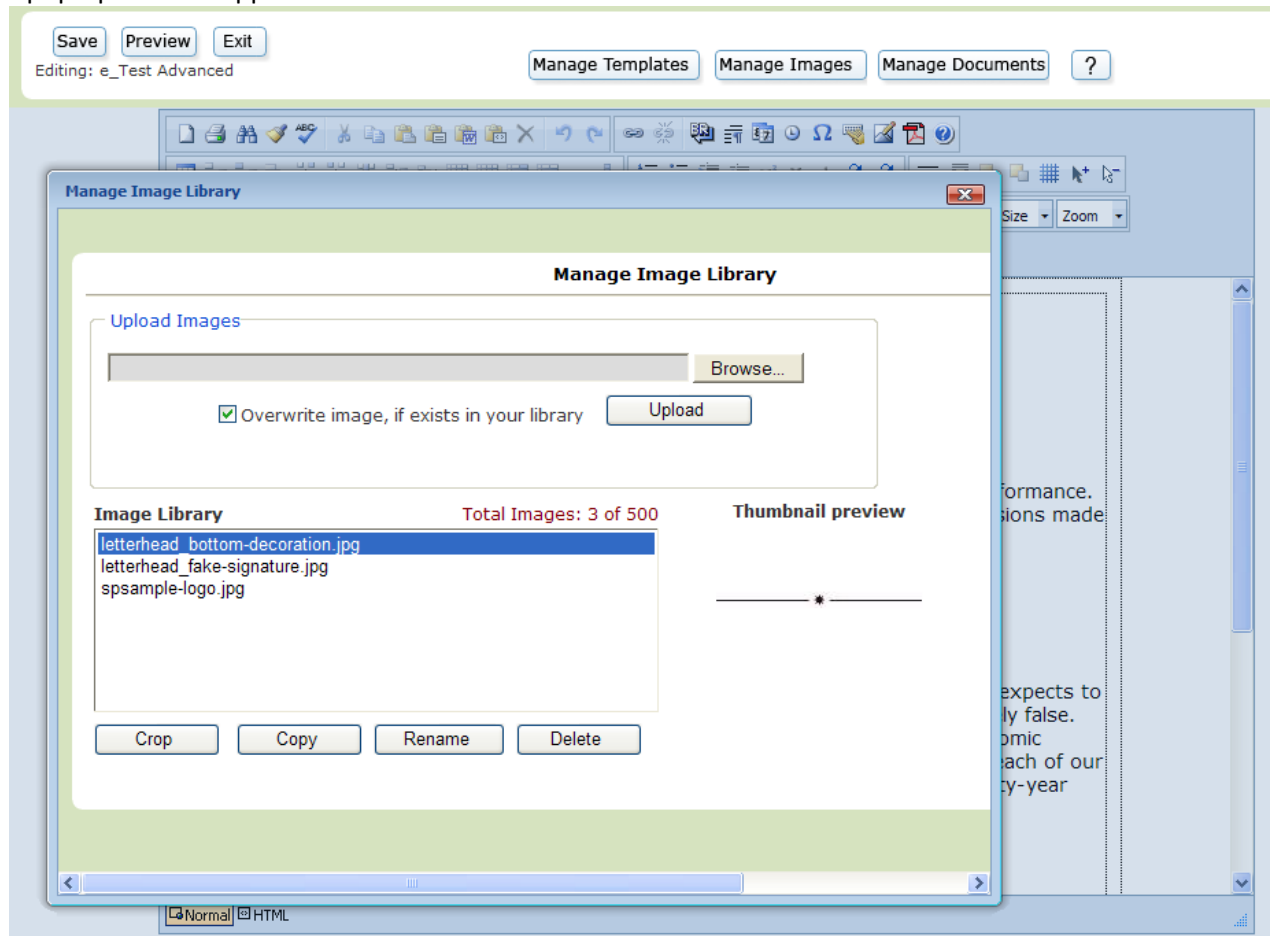 Save Preview Exit
Editing: e_Test Advanced
Manage Templates Manage Images Manage Documents ?
ABC
Manage Image Library
Size Zoom
Manage Image Library
Upload Images
Browse...
Overwrite image, if exists in your library Upload
formance.
sions made
Image Library Total Images: 3 of 500 Thumbnail preview
letterhead_bottom-decoration.jpg
letterhead_fake-signature.jpg
spsample-logo.jpg
expects to
ly false.
omic
each of our
ty-year
Crop Copy Rename Delete
Normal HTML